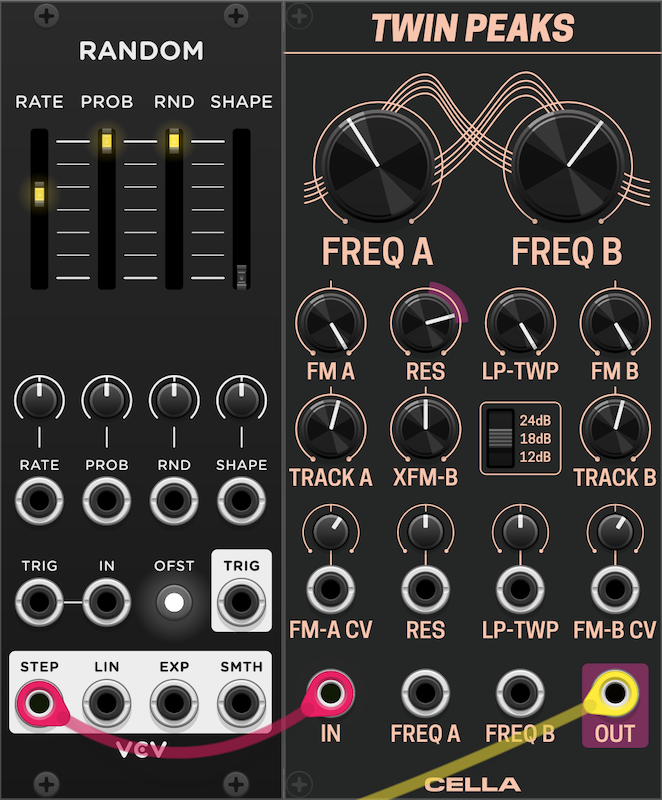 RANDOM
RATE PROB RND SHAPE
RATE PROB RND SHAPE
TRIG IN OFST TRIG
STEP LIN EXP SMTH
VCV
TWIN PEAKS
FREQ A FREQ B
FM A RES LP-TWP FM B
24dB
18dB
12dB
TRACK A XFM-B TRACK B
FM-A CV RES LP-TWP FM-B CV
IN FREQ A FREQ B OUT
CELLA